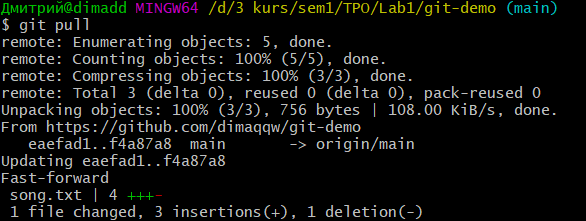 Дмитрий@dimadd MINGW64 /d/3 kurs/sem1/TPO/Lab1/git-demo (main)
$ git pull
remote: Enumerating objects: 5, done.
remote: Counting objects: 100% (5/5), done.
remote: Compressing objects: 100% (3/3), done.
remote: Total 3 (delta 0), reused 0 (delta 0), pack-reused 0
Unpacking objects: 100% (3/3), 756 bytes | 108.00 KiB/s, done.
From https://github.com/dimaqqw/git-demo
   eaefad1..f4a87a8  main       -> origin/main
Updating eaefad1..f4a87a8
Fast-forward
 song.txt | 4 +++-
 1 file changed, 3 insertions(+), 1 deletion(-)